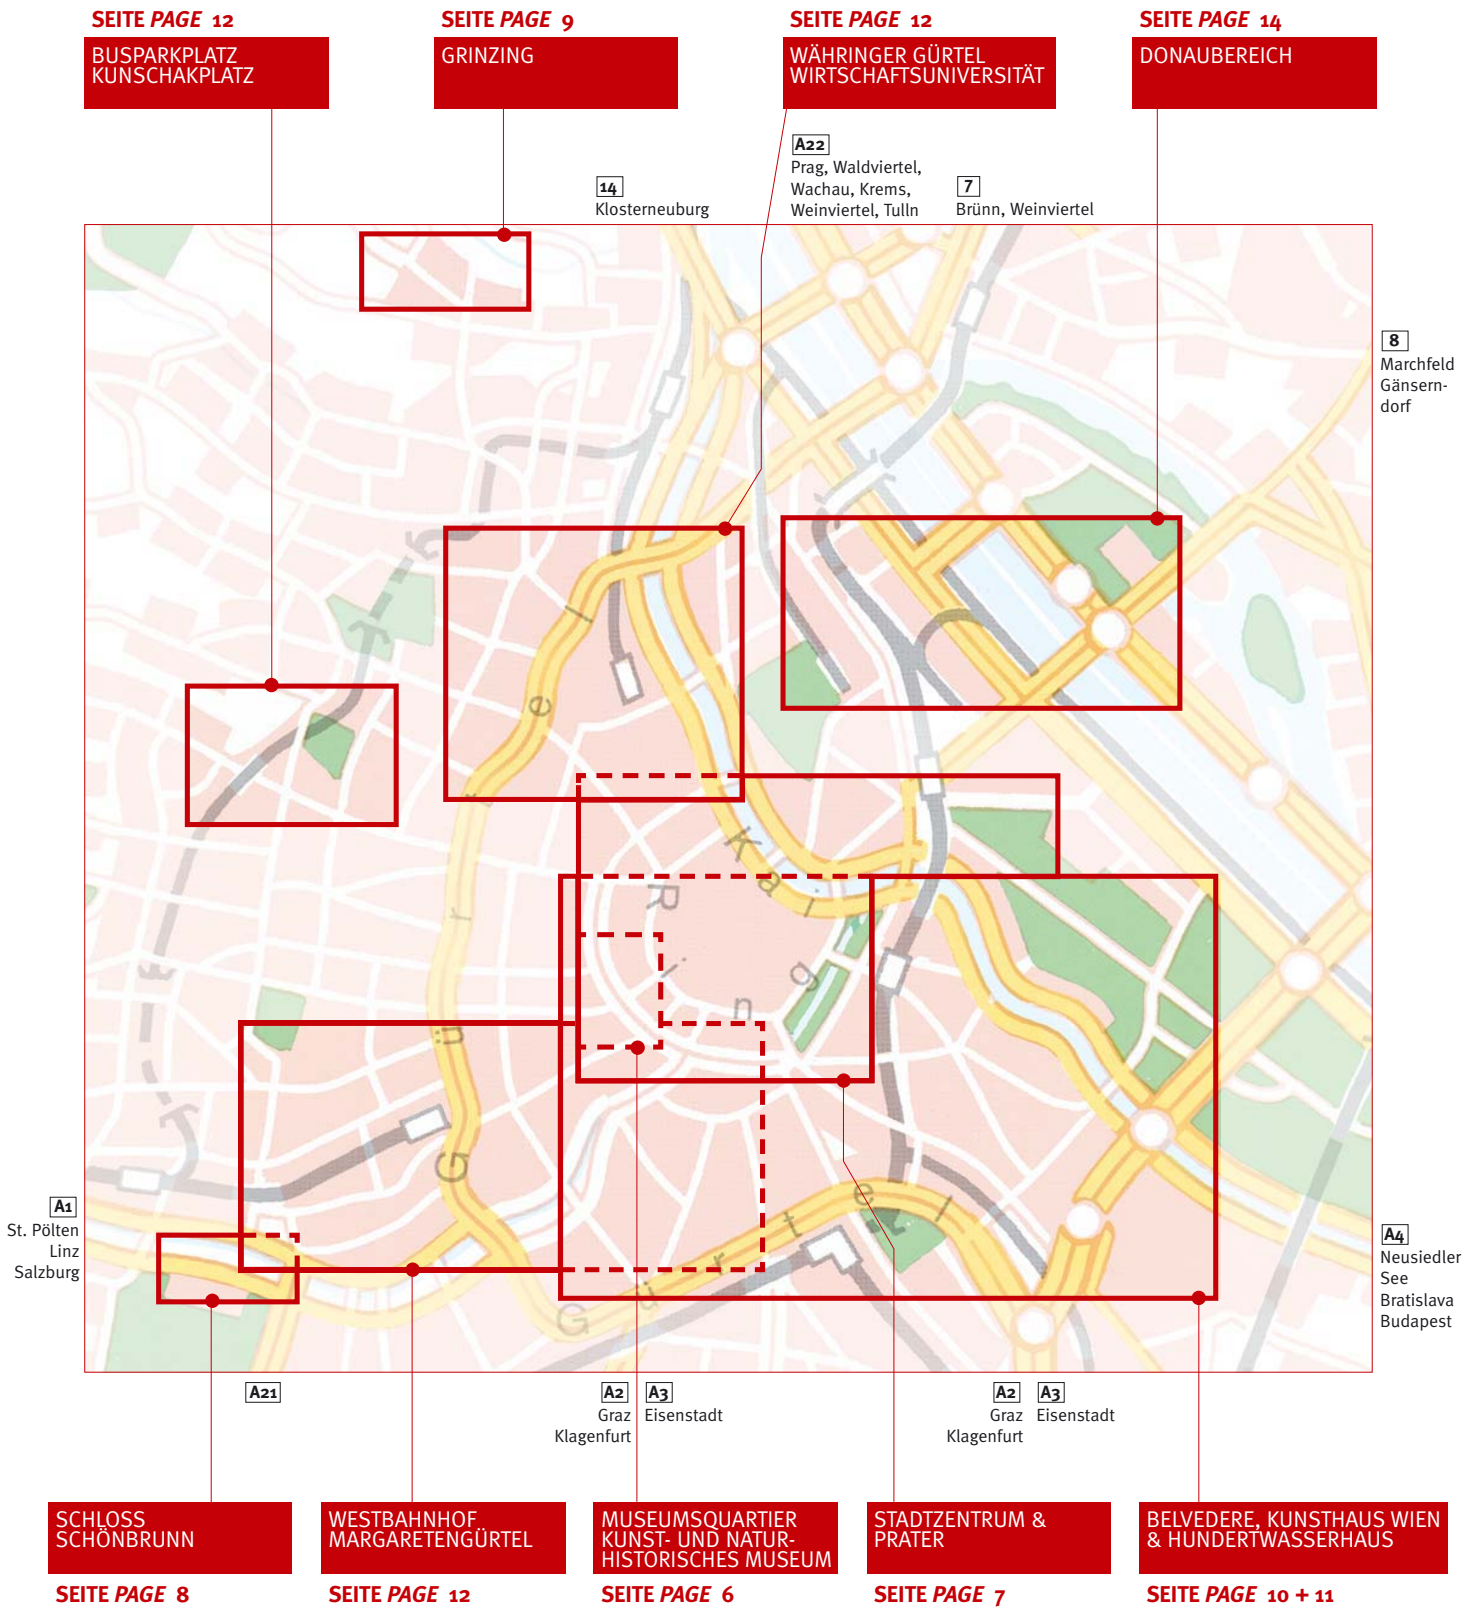 SEITE PAGE 12
BUSPARKPLATZ
KUNSCHAKPLATZ
SEITE PAGE 9
GRINZING
SEITE PAGE 12
WÄHRINGER GÜRTEL
WIRTSCHAFTSUNIVERSITÄT
SEITE PAGE 14
DONAUBEREICH
14
Klosterneuburg
A22
Prag, Waldviertel,
Wachau, Krems,
Weinviertel, Tulln
7
Brünn, Weinviertel
8
Marchfeld
Gänsern-
dorf
Gürtel
Kai
Ring
Gürtel
A1
St. Pölten
Linz
Salzburg
A4
Neusiedler
See
Bratislava
Budapest
A21
A2
Graz
Klagenfurt
A3
Eisenstadt
A2
Graz
Klagenfurt
A3
Eisenstadt
SCHLOSS
SCHÖNBRUNN
SEITE PAGE 8
WESTBAHNHOF
MARGARETENGÜRTEL
SEITE PAGE 12
MUSEUMSQUARTIER
KUNST- UND NATUR-
HISTORISCHES MUSEUM
SEITE PAGE 6
STADTZENTRUM &
PRATER
SEITE PAGE 7
BELVEDERE, KUNSTHAUS WIEN
& HUNDERTWASSERHAUS
SEITE PAGE 10 + 11